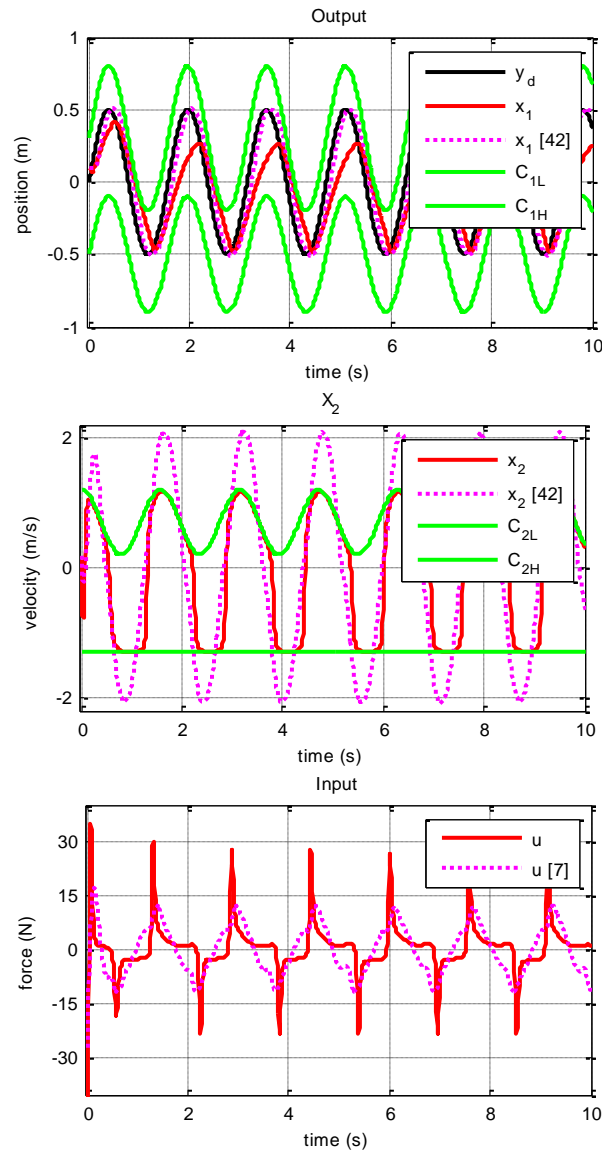 Output
1
0.5
0
-0.5
-1
position (m)
0 2 4 6 8 10
time (s)
y_d
x_1
x_1 [42]
C_1L
C_1H
X_2
2
0
-2
velocity (m/s)
0 2 4 6 8 10
time (s)
x_2
x_2 [42]
C_2L
C_2H
Input
30
15
0
-15
-30
force (N)
0 2 4 6 8 10
time (s)
u
u [7]